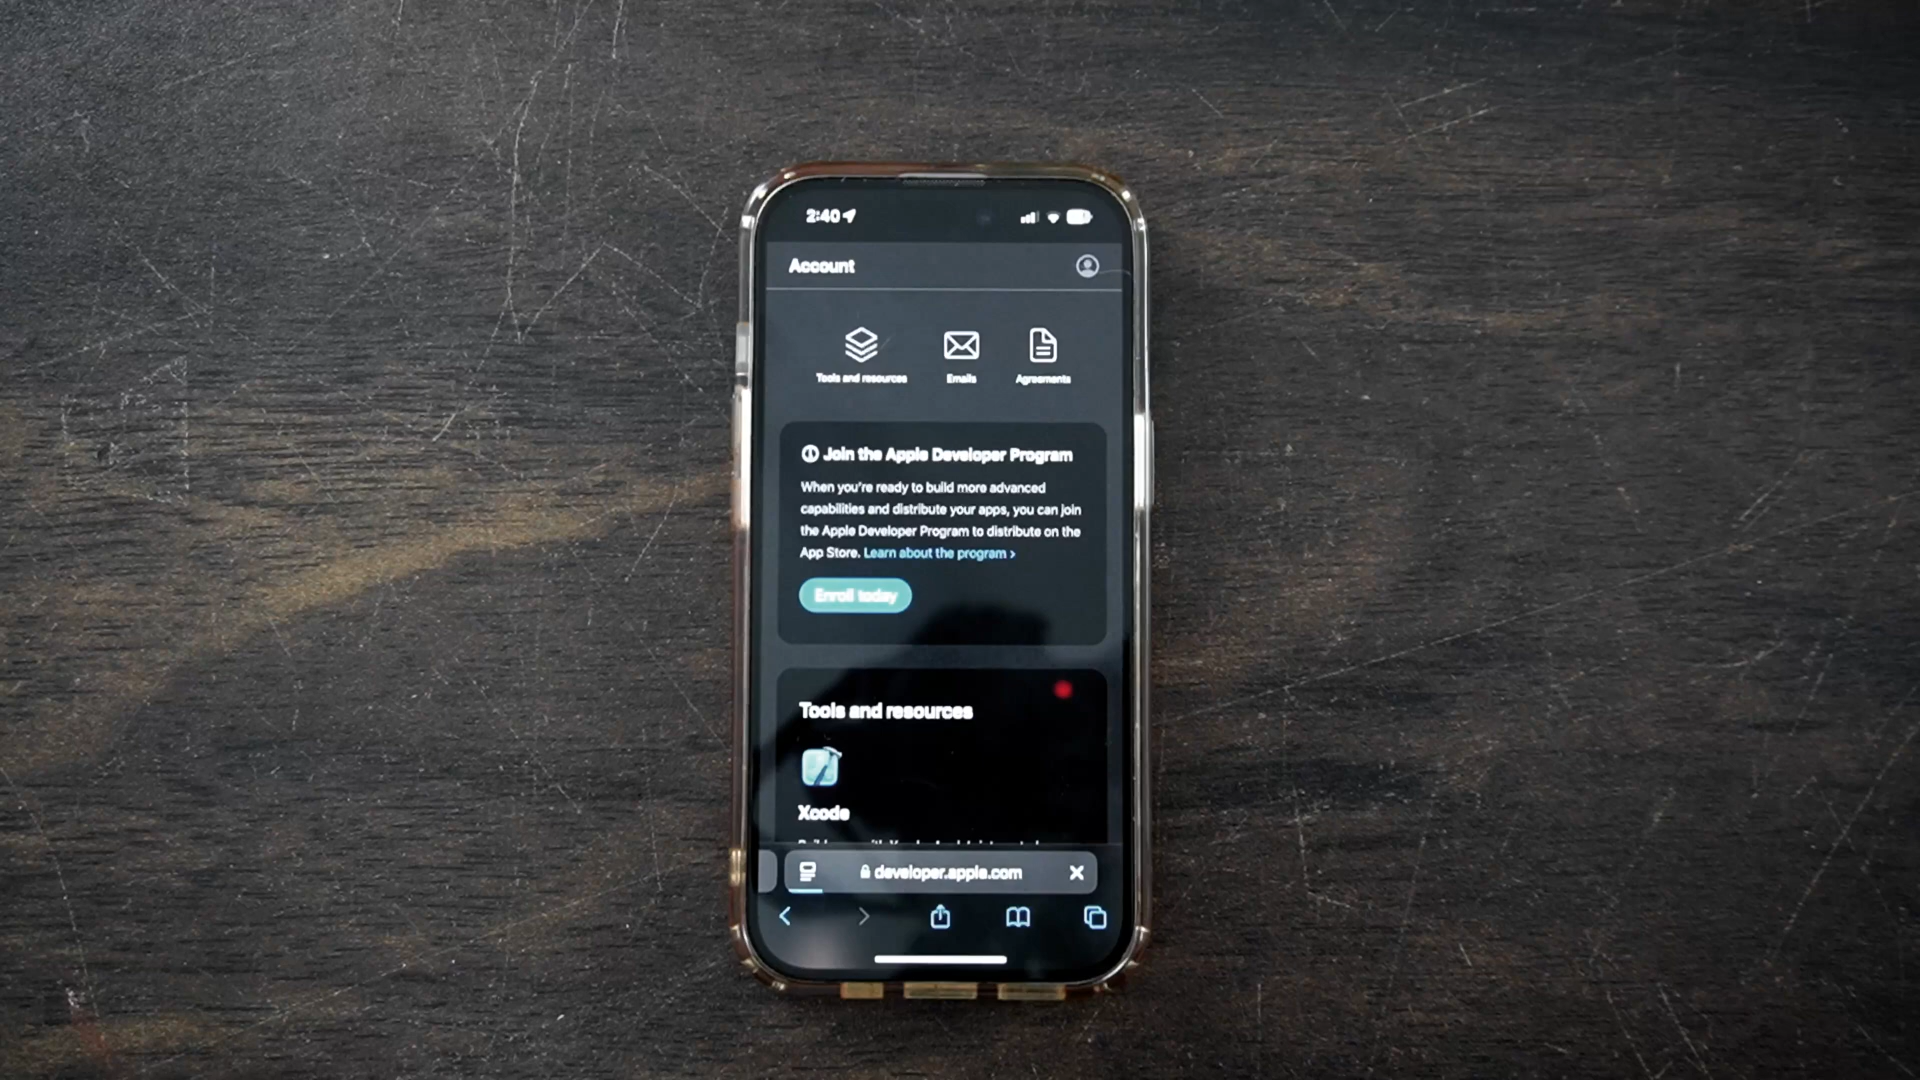 2:40
Account
Tools and resources
Emails
Agreements
Join the Apple Developer Program
When you're ready to build more advanced
capabilities and distribute your apps, you can join
the Apple Developer Program to distribute on the
App Store. Learn about the program >
Enroll today
Tools and resources
Xcode
developer.apple.com